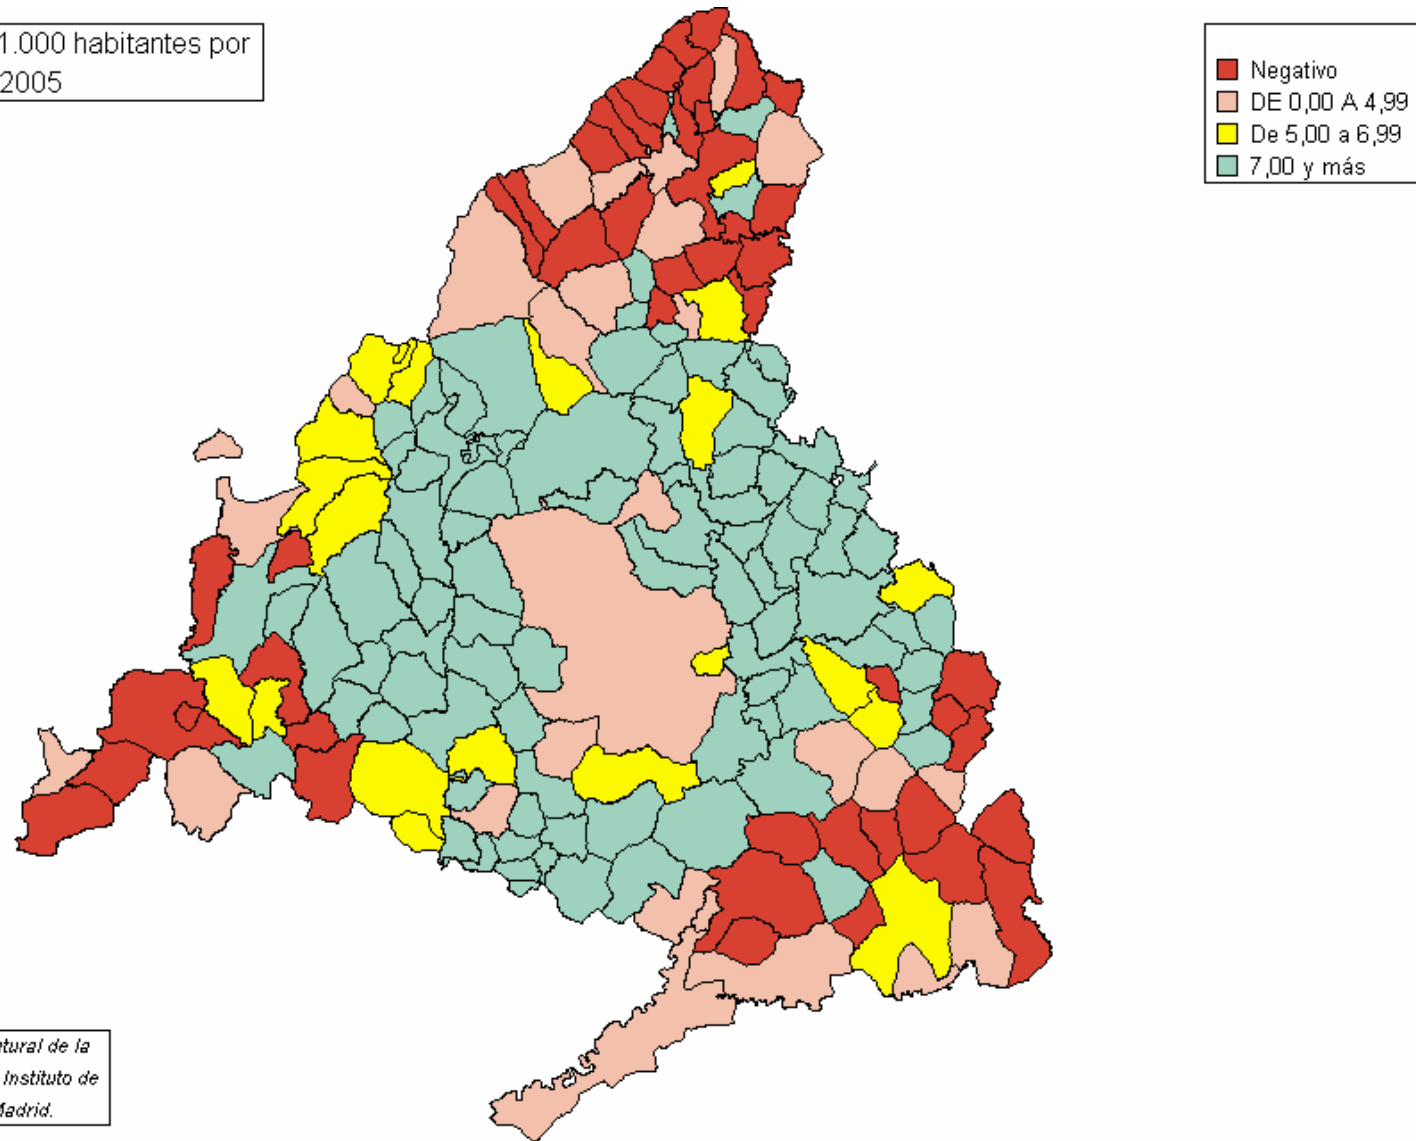 1.000 habitantes por
2005
Negativo
DE 0,00 A 4,99
De 5,00 a 6,99
7,00 y más
tural de la
Instituto de
Madrid.